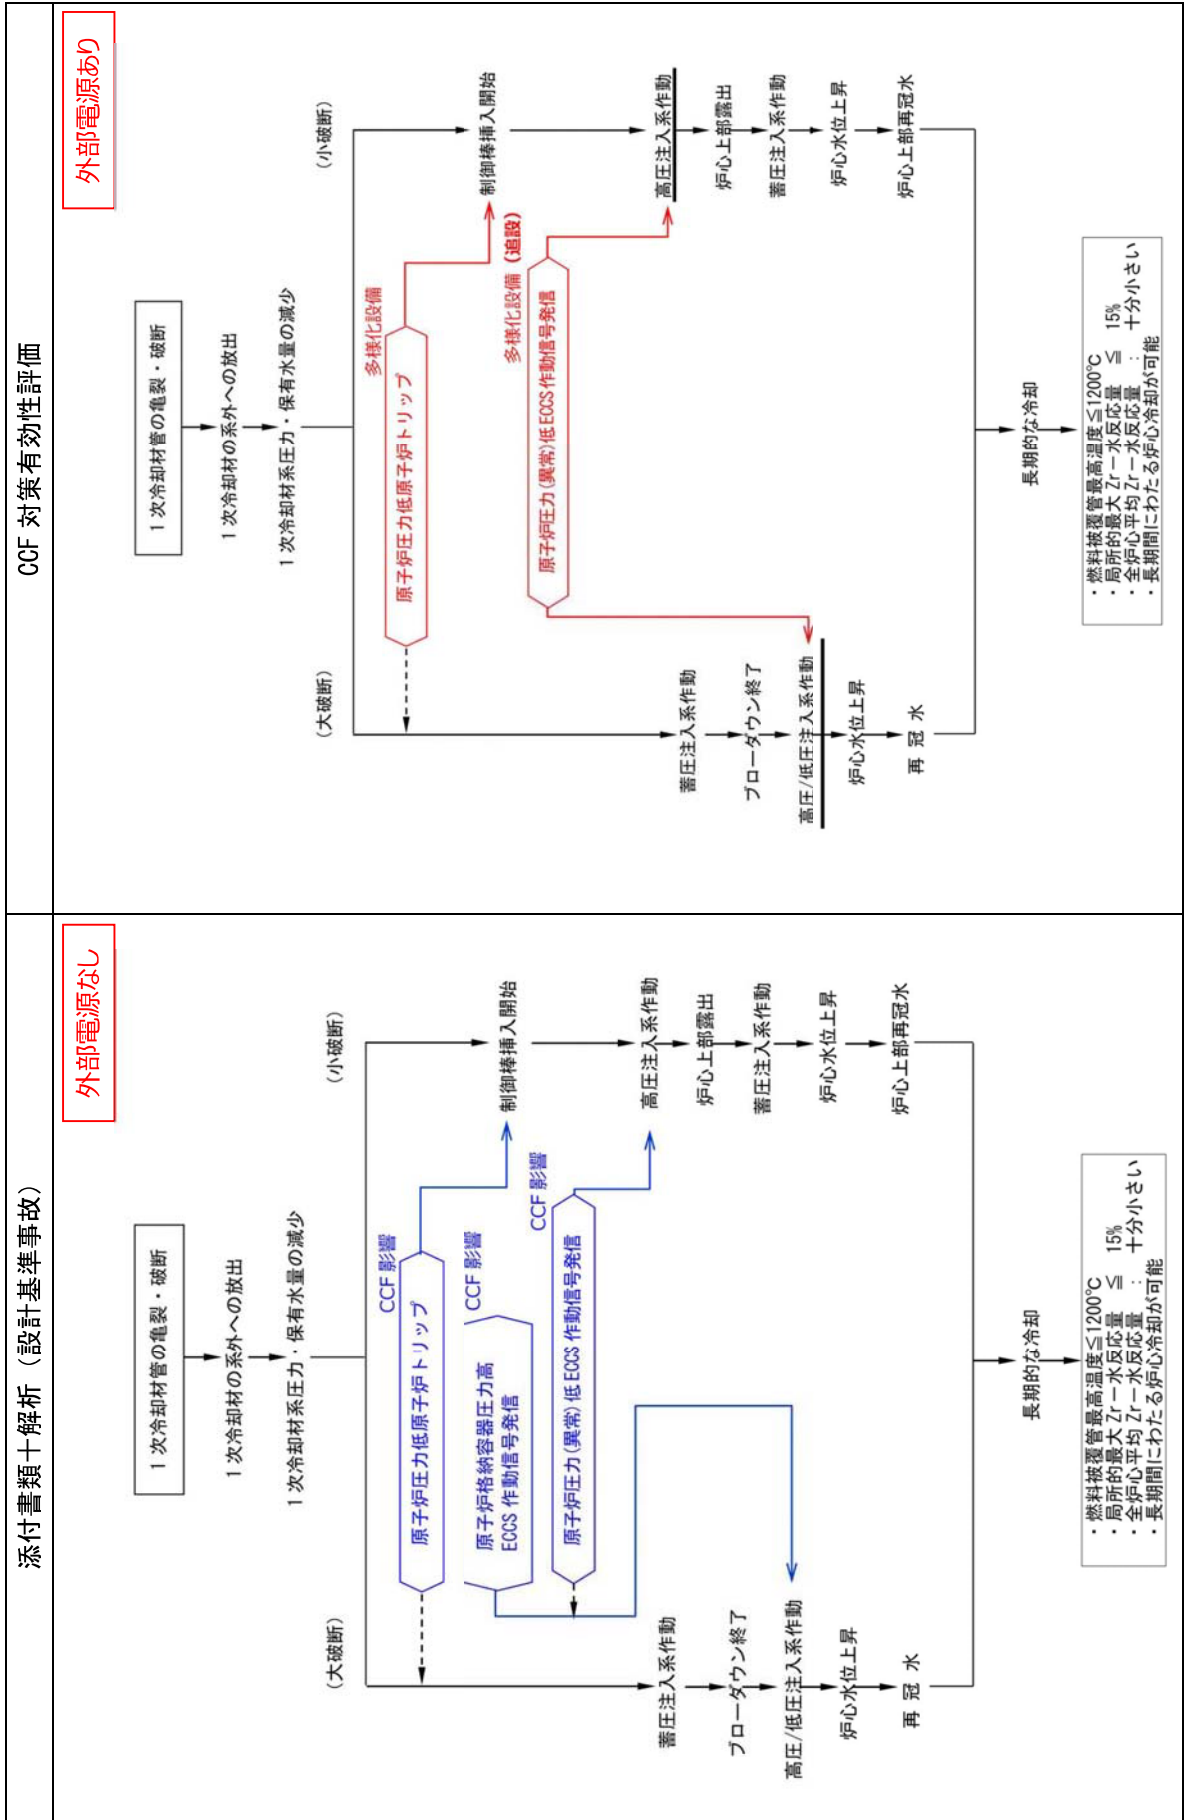 添付書類十解析（設計基準事故）
外部電源なし
1次冷却材管の亀裂・破断
1次冷却材の系外への放出
1次冷却材系圧力・保有水量の減少
(大破断)
(小破断)
CCF 影響
原子炉圧力低原子炉トリップ
制御棒挿入開始
CCF 影響
原子炉格納容器圧力高
ECCS 作動信号発信
CCF 影響
原子炉圧力(異常)低ECCS作動信号発信
蓄圧注入系作動
ブローダウン終了
高圧/低圧注入系作動
炉心水位上昇
再 冠 水
高圧注入系作動
炉心上部露出
蓄圧注入系作動
炉心水位上昇
炉心上部再冠水
長期的な冷却
・燃料被覆管最高温度≦1200℃
・局所的最大Zr－水反応量 ≦ 15%
・全炉心平均Zr－水反応量 : 十分小さい
・長期間にわたる炉心冷却が可能
CCF 対策有効性評価
外部電源あり
1次冷却材管の亀裂・破断
1次冷却材の系外への放出
1次冷却材系圧力・保有水量の減少
(大破断)
(小破断)
多様化設備
原子炉圧力低原子炉トリップ
制御棒挿入開始
多様化設備（追設）
原子炉圧力(異常)低ECCS作動信号発信
蓄圧注入系作動
ブローダウン終了
高圧/低圧注入系作動
炉心水位上昇
再 冠 水
高圧注入系作動
炉心上部露出
蓄圧注入系作動
炉心水位上昇
炉心上部再冠水
長期的な冷却
・燃料被覆管最高温度≦1200℃
・局所的最大Zr－水反応量 ≦ 15%
・全炉心平均Zr－水反応量 : 十分小さい
・長期間にわたる炉心冷却が可能